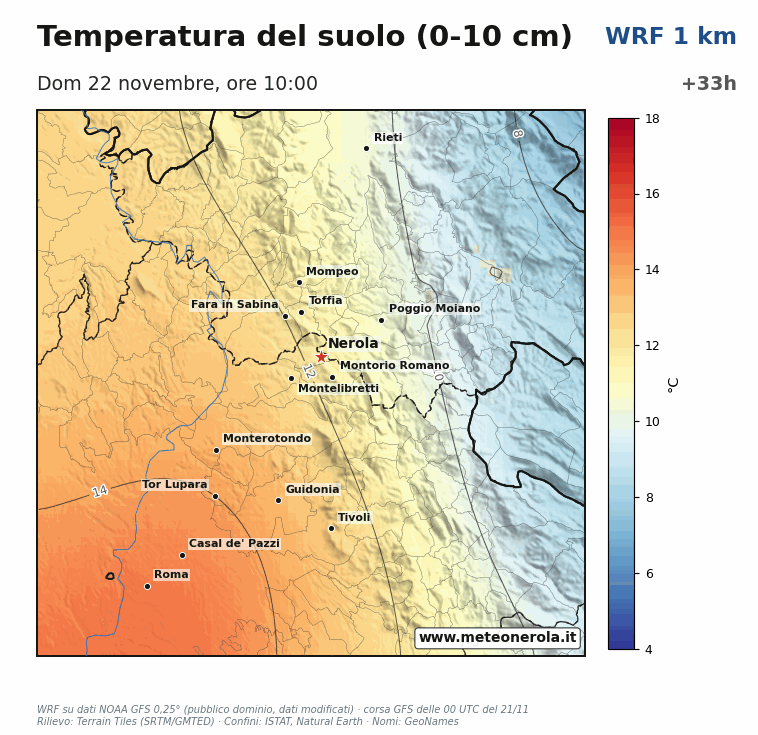 Temperatura del suolo (0-10 cm)
WRF 1 km
Dom 22 novembre, ore 10:00
+33h
8
Rieti
Mompeo
Toffia
Fara in Sabina
Poggio Moiano
Nerola
12
Montorio Romano
Montelibretti
Monterotondo
Tor Lupara
14
Guidonia
Tivoli
Casal de' Pazzi
Roma
www.meteonerola.it
18
16
14
12
10
8
6
4
°C
WRF su dati NOAA GFS 0,25° (pubblico dominio, dati modificati) · corsa GFS delle 00 UTC del 21/11
Rilievo: Terrain Tiles (SRTM/GMTED) · Confini: ISTAT, Natural Earth · Nomi: GeoNames